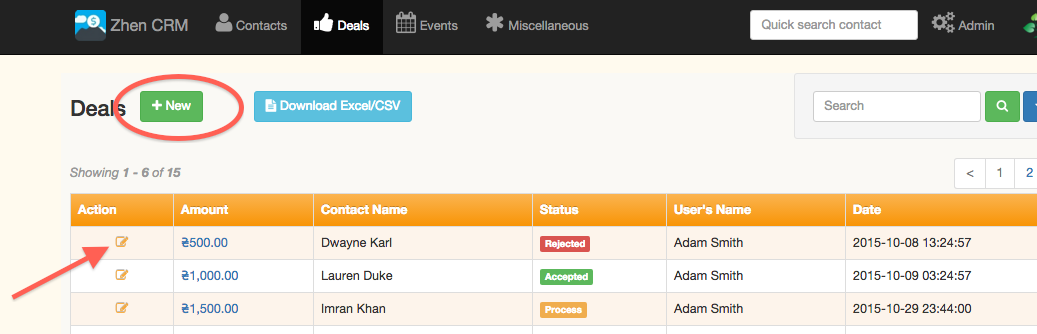 Zhen CRM Contacts Deals Events Miscellaneous Quick search contact Admin
Deals + New Download Excel/CSV Search
Showing 1 - 6 of 15 < 1 2
Action Amount Contact Name Status User's Name Date
₴500.00 Dwayne Karl Rejected Adam Smith 2015-10-08 13:24:57
₴1,000.00 Lauren Duke Accepted Adam Smith 2015-10-09 03:24:57
₴1,500.00 Imran Khan Process Adam Smith 2015-10-29 23:44:00